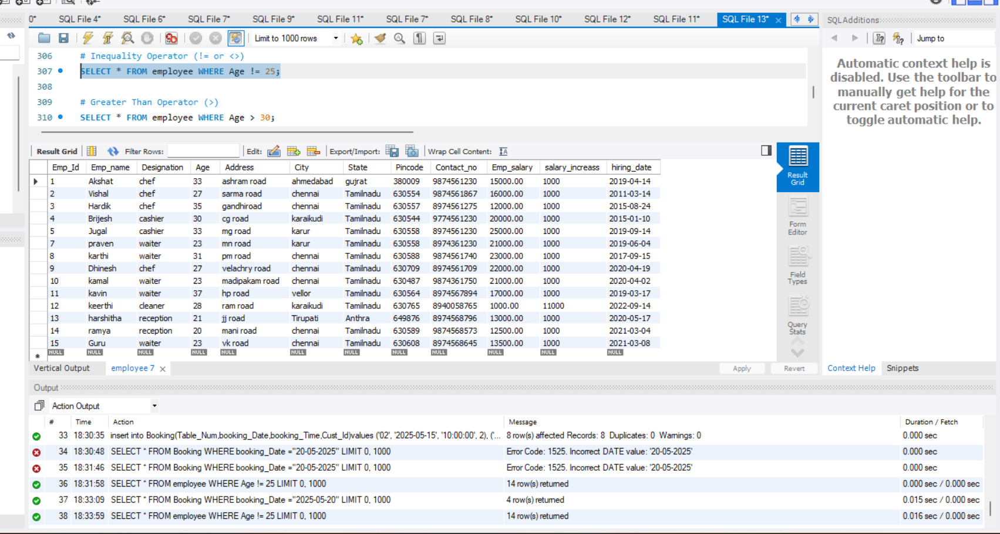 0* SQL File 4* SQL File 6* SQL File 7* SQL File 9* SQL File 11* SQL File 7* SQL File 8* SQL File 10* SQL File 12* SQL File 11* SQL File 13*
SQLAdditions
Limit to 1000 rows
Jump to
306 # Inequality Operator (!= or <>)
307 SELECT * FROM employee WHERE Age != 25;
308
309 # Greater Than Operator (>)
310 SELECT * FROM employee WHERE Age > 30;
Automatic context help is
disabled. Use the toolbar to
manually get help for the
current caret position or to
toggle automatic help.
Result Grid Filter Rows: Edit: Export/Import: Wrap Cell Content:
Emp_Id Emp_name Designation Age Address City State Pincode Contact_no Emp_salary salary_increass hiring_date
1 Akshat chef 33 ashram road ahmedabad gujrat 380009 9874561230 15000.00 1000 2019-04-14
2 Vishal chef 27 sarma road chennai Tamilnadu 630554 9874561867 16000.00 1000 2011-03-14
3 Hardik chef 35 gandhiroad chennai Tamilnadu 630557 8974561275 12000.00 1000 2015-08-24
4 Brijesh cashier 30 cg road karaikudi Tamilnadu 630544 9774561230 20000.00 1000 2015-01-10
5 Jugal cashier 33 mg road karur Tamilnadu 630558 8974561230 25000.00 1000 2019-09-14
7 praven waiter 23 mn road karur Tamilnadu 630558 8974361230 21000.00 1000 2019-06-04
8 karthi waiter 31 pm road chennai Tamilnadu 630588 9874561740 23000.00 1000 2017-09-15
9 Dhinesh chef 27 velachry road chennai Tamilnadu 630709 8974561709 22000.00 1000 2020-04-19
10 kamal waiter 23 madipakam road chennai Tamilnadu 630487 9874361750 21000.00 1000 2020-04-02
11 kavin waiter 37 hp road vellor Tamilnadu 630564 8974567894 17000.00 1000 2019-03-17
12 keerthi cleaner 28 ram road karaikudi Tamilnadu 630765 8940058765 1000.00 11000 2022-09-14
13 harshitha reception 21 jj road Tirupati Anthra 649876 8974568796 13000.00 1000 2020-05-17
14 ramya reception 20 mani road chennai Tamilnadu 630589 8974568573 12500.00 1000 2021-03-04
15 Guru waiter 23 vk road chennai Tamilnadu 630608 8974568645 13500.00 1000 2021-03-08
NULL NULL NULL NULL NULL NULL NULL NULL NULL NULL NULL NULL
Result
Grid
Form
Editor
Field
Types
Query
Stats
Vertical Output employee 7 Apply Revert Context Help Snippets
Output
Action Output
# Time Action Message Duration / Fetch
33 18:30:35 insert into Booking(Table_Num,booking_Date,booking_Time,Cust_Id)values ('02', '2025-05-15', '10:00:00', 2), ('... 8 row(s) affected Records: 8 Duplicates: 0 Warnings: 0 0.000 sec
34 18:30:48 SELECT * FROM Booking WHERE booking_Date ="20-05-2025" LIMIT 0, 1000 Error Code: 1525. Incorrect DATE value: '20-05-2025' 0.000 sec
35 18:31:46 SELECT * FROM Booking WHERE booking_Date ="20-05-2025" LIMIT 0, 1000 Error Code: 1525. Incorrect DATE value: '20-05-2025' 0.000 sec
36 18:31:58 SELECT * FROM employee WHERE Age != 25 LIMIT 0, 1000 14 row(s) returned 0.000 sec / 0.000 sec
37 18:33:09 SELECT * FROM Booking WHERE booking_Date ="2025-05-20" LIMIT 0, 1000 4 row(s) returned 0.015 sec / 0.000 sec
38 18:33:59 SELECT * FROM employee WHERE Age != 25 LIMIT 0, 1000 14 row(s) returned 0.016 sec / 0.000 sec